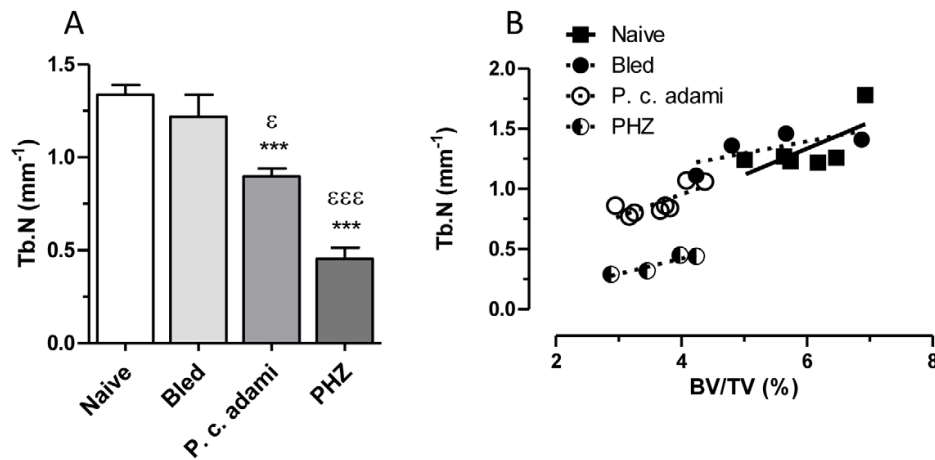 A
Tb.N (mm⁻¹)
1.5
1.0
0.5
0.0
ε
***
εεε
***
Naive
Bled
P. c. adami
PHZ
B
Naive
Bled
P. c. adami
PHZ
Tb.N (mm⁻¹)
2.0
1.5
1.0
0.5
0.0
2 4 6 8
BV/TV (%)